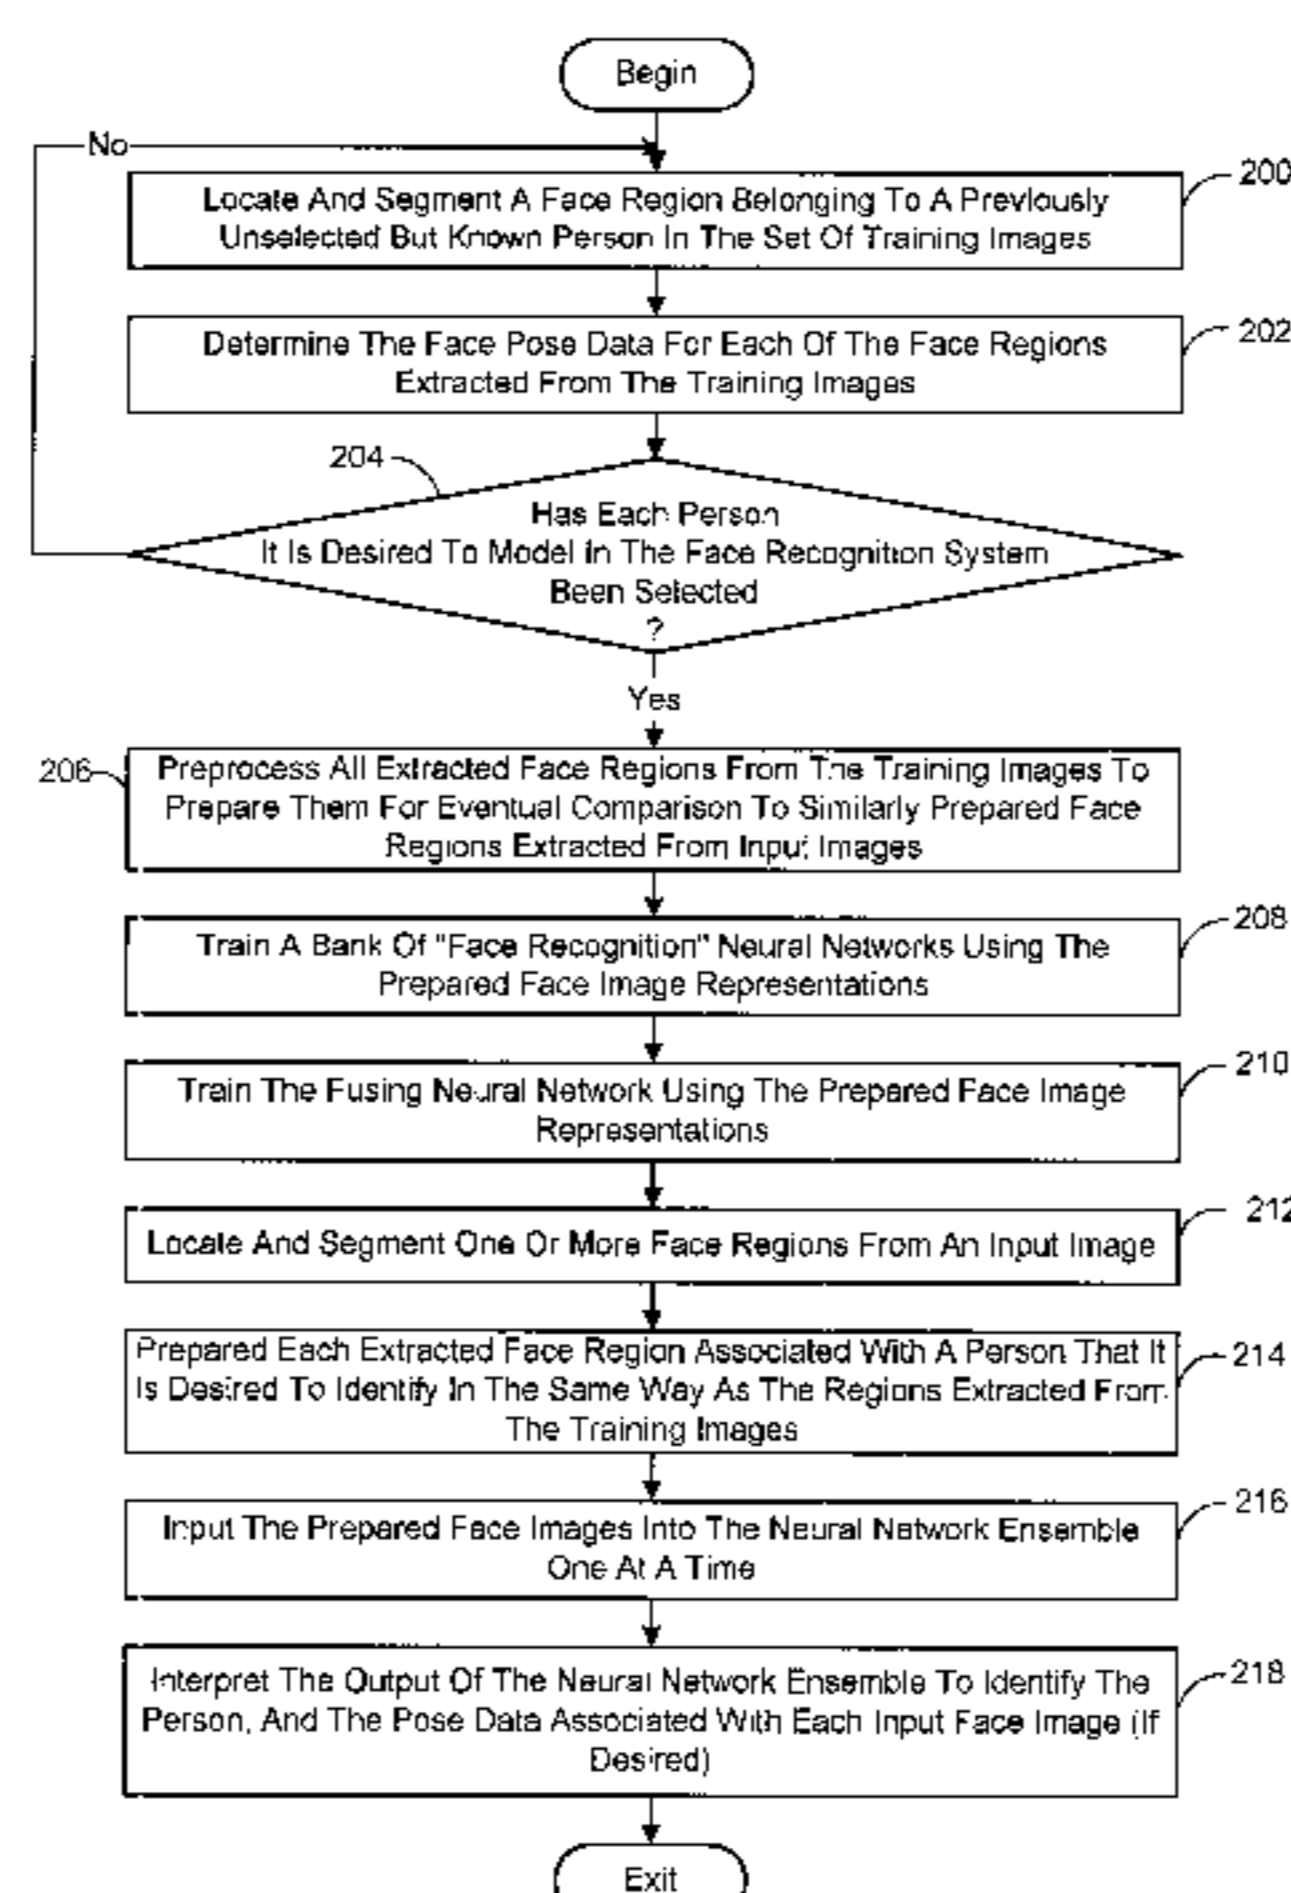 Begin
No
200
Locate And Segment A Face Region Belonging To A Previously
Unselected But Known Person In The Set Of Training Images
202
Determine The Face Pose Data For Each Of The Face Regions
Extracted From The Training Images
204
Has Each Person
It Is Desired To Model In The Face Recognition System
Been Selected
?
Yes
206
Preprocess All Extracted Face Regions From The Training Images To
Prepare Them For Eventual Comparison To Similarly Prepared Face
Regions Extracted From Input Images
208
Train A Bank Of "Face Recognition" Neural Networks Using The
Prepared Face Image Representations
210
Train The Fusing Neural Network Using The Prepared Face Image
Representations
212
Locate And Segment One Or More Face Regions From An Input Image
Prepared Each Extracted Face Region Associated With A Person That It
214
Is Desired To Identify In The Same Way As The Regions Extracted From
The Training Images
216
Input The Prepared Face Images Into The Neural Network Ensemble
One At A Time
218
Interpret The Output Of The Neural Network Ensemble To Identify The
Person, And The Pose Data Associated With Each Input Face Image (If
Desired)
Exit